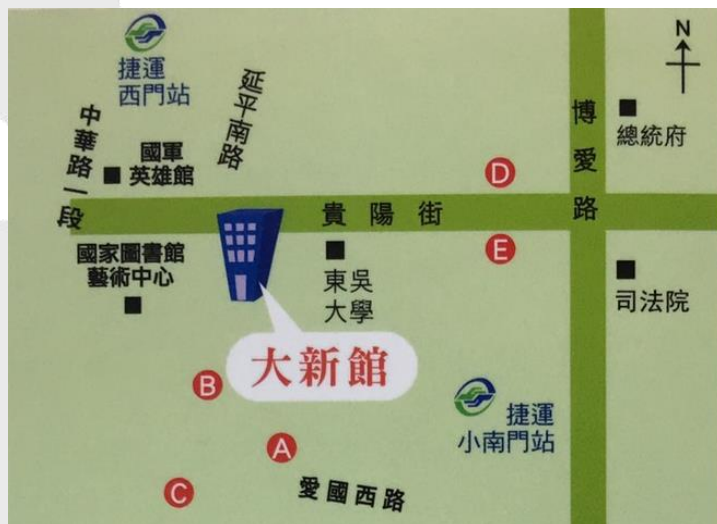 捷運
西門站
延平南路
N
中華路一段
國軍
英雄館
博愛路
總統府
D
貴陽街
E
國家圖書館
藝術中心
東吳
大學
司法院
大新館
B
捷運
小南門站
A
C
愛國西路